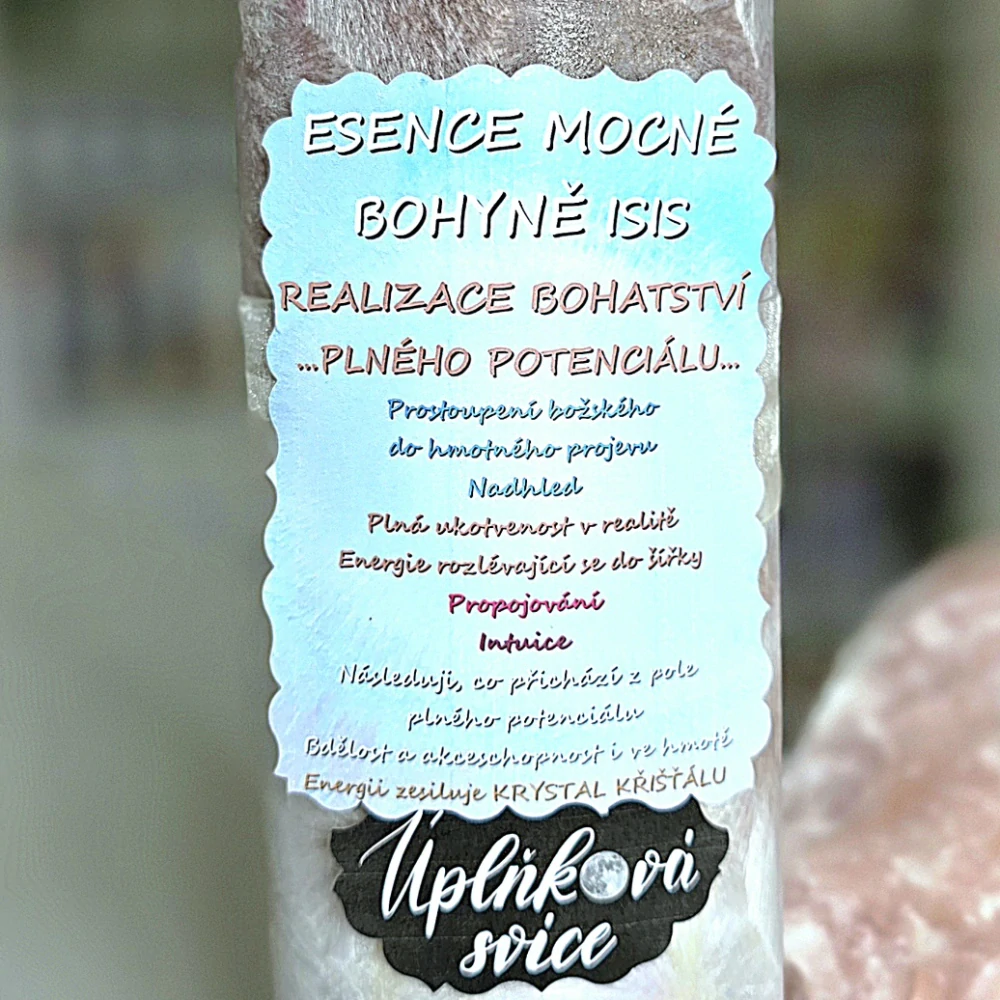 ESENCE MOCNÉ
BOHYNĚ ISIS
REALIZACE BOHATSTVÍ
...PLNÉHO POTENCIÁLU...
Prostoupení božského
do hmotného projevu
Nadhled
Plná ukotvenost v realitě
Energie rozlévající se do šířky
Propojování
Intuice
Následuji, co přichází z pole
plného potenciálu
Bdělost a akceschopnost i ve hmotě
Energii zesiluje KRYSTAL KŘIŠŤÁLU
Úplňková
svíce